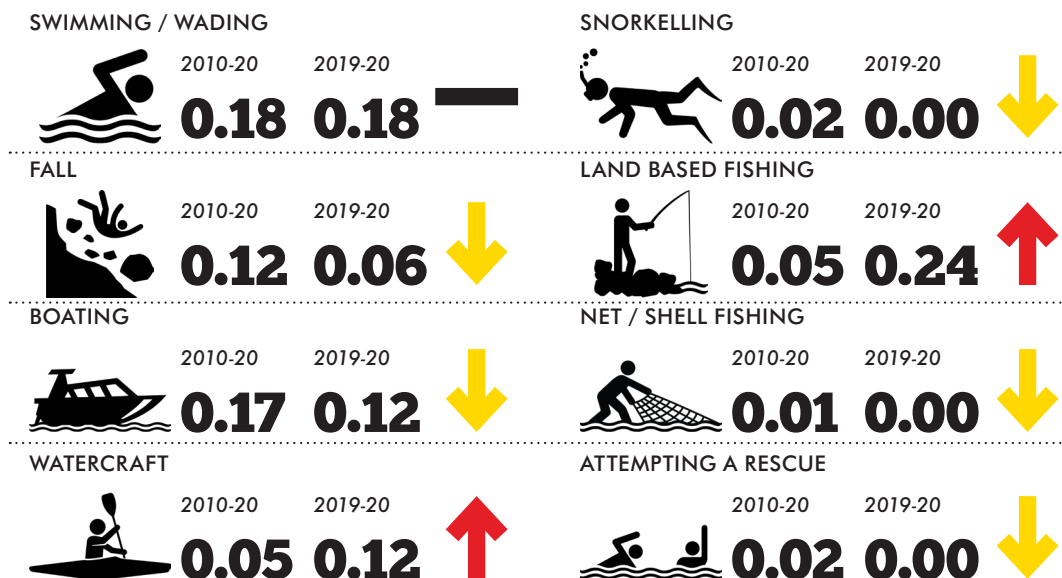 SWIMMING / WADING
2010-20 2019-20
0.18 0.18
SNORKELLING
2010-20 2019-20
0.02 0.00
FALL
2010-20 2019-20
0.12 0.06
LAND BASED FISHING
2010-20 2019-20
0.05 0.24
BOATING
2010-20 2019-20
0.17 0.12
NET / SHELL FISHING
2010-20 2019-20
0.01 0.00
WATERCRAFT
2010-20 2019-20
0.05 0.12
ATTEMPTING A RESCUE
2010-20 2019-20
0.02 0.00